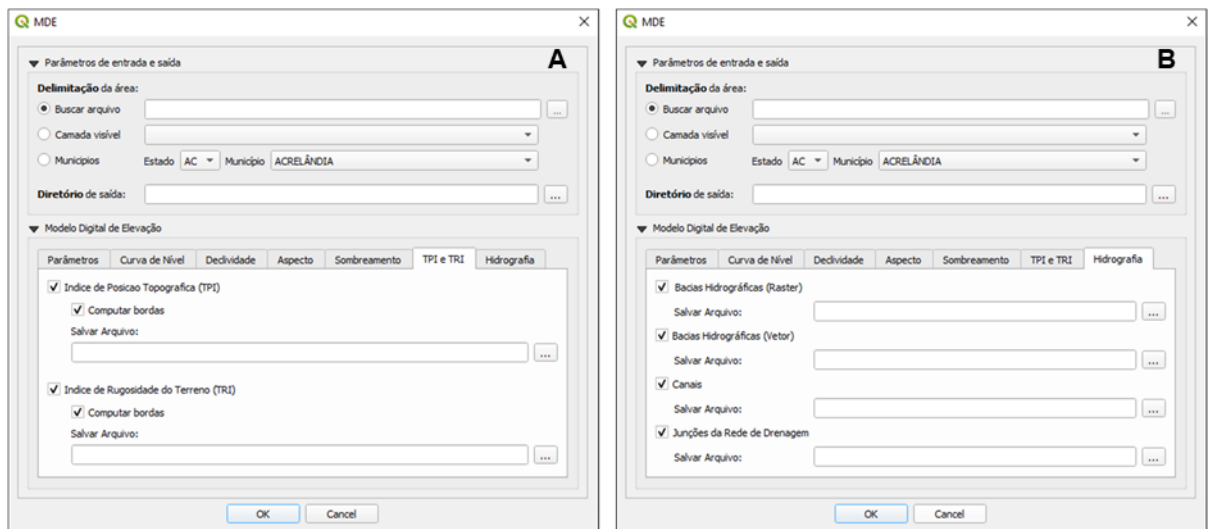 MDE
A
Parâmetros de entrada e saída
Delimitação da área:
Buscar arquivo ...
Camada visível
Municipios Estado AC Município ACRELÂNDIA
Diretório de saída: ...
Modelo Digital de Elevação
Parâmetros Curva de Nível Declividade Aspecto Sombreamento TPI e TRI Hidrografia
Indice de Posicao Topografica (TPI)
Computar bordas
Salvar Arquivo:
...
Indice de Rugosidade do Terreno (TRI)
Computar bordas
Salvar Arquivo:
...
OK Cancel
MDE
B
Parâmetros de entrada e saída
Delimitação da área:
Buscar arquivo ...
Camada visível
Municipios Estado AC Município ACRELÂNDIA
Diretório de saída: ...
Modelo Digital de Elevação
Parâmetros Curva de Nível Declividade Aspecto Sombreamento TPI e TRI Hidrografia
Bacias Hidrográficas (Raster)
Salvar Arquivo: ...
Bacias Hidrográficas (Vetor)
Salvar Arquivo: ...
Canais
Salvar Arquivo: ...
Junções da Rede de Drenagem
Salvar Arquivo: ...
OK Cancel